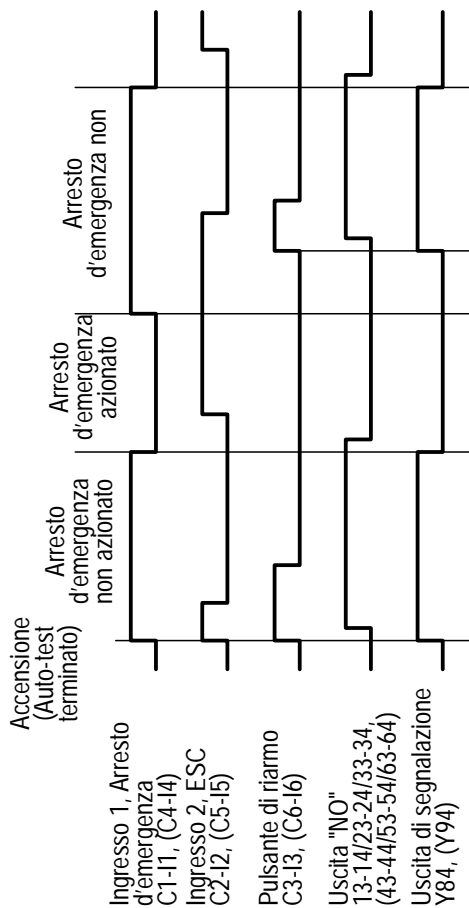 Accensione
(Auto-test
terminato)
Arresto
d'emergenza
non azionato
Arresto
d'emergenza
azionato
Arresto
d'emergenza non
Ingresso 1, Arresto
d'emergenza
C1-I1, (C4-I4)
Ingresso 2, ESC
C2-I2, (C5-I5)
Pulsante di riarmo
C3-I3, (C6-I6)
Uscita "NO"
13-14/23-24/33-34,
(43-44/53-54/63-64)
Uscita di segnalazione
Y84, (Y94)